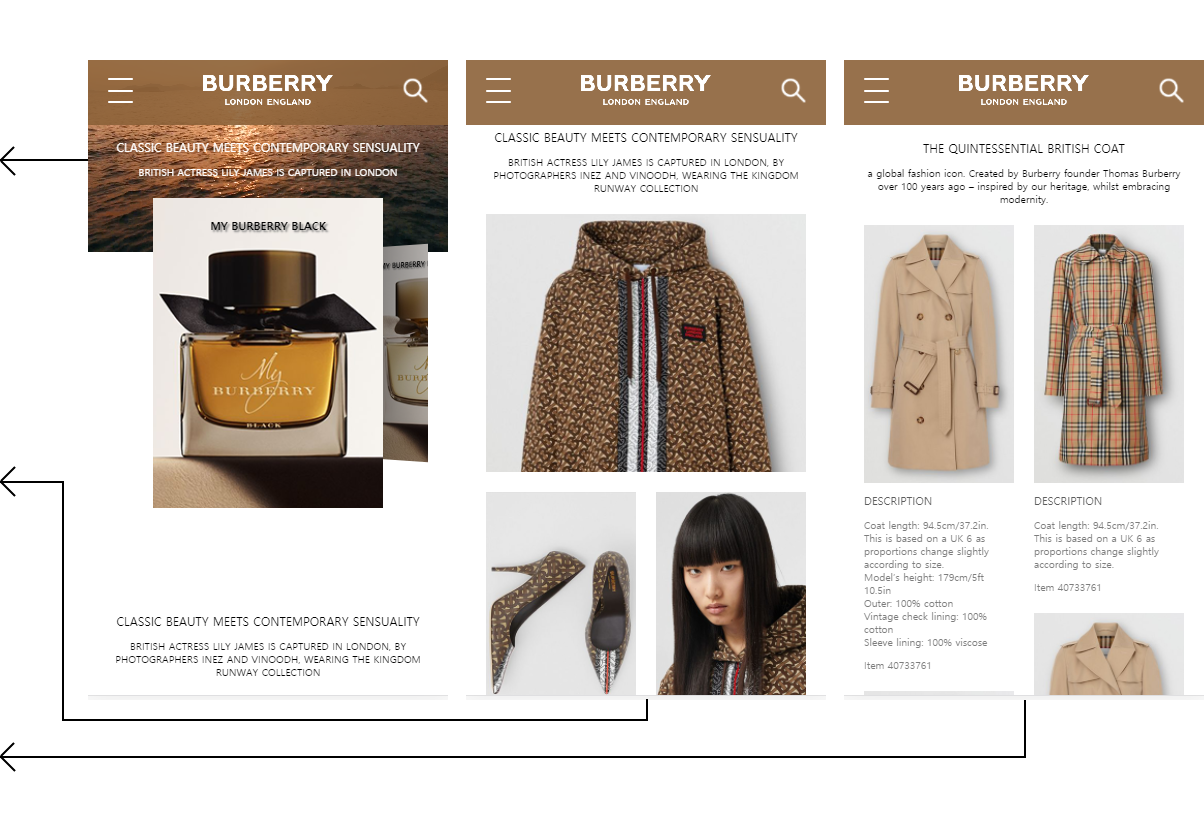 BURBERRY
LONDON ENGLAND
CLASSIC BEAUTY MEETS CONTEMPORARY SENSUALITY
BRITISH ACTRESS LILY JAMES IS CAPTURED IN LONDON
MY BURBERRY BLACK
MY BURBERRY
My
BURBERRY
BLACK
CLASSIC BEAUTY MEETS CONTEMPORARY SENSUALITY
BRITISH ACTRESS LILY JAMES IS CAPTURED IN LONDON, BY
PHOTOGRAPHERS INEZ AND VINOODH, WEARING THE KINGDOM
RUNWAY COLLECTION
BURBERRY
LONDON ENGLAND
CLASSIC BEAUTY MEETS CONTEMPORARY SENSUALITY
BRITISH ACTRESS LILY JAMES IS CAPTURED IN LONDON, BY
PHOTOGRAPHERS INEZ AND VINOODH, WEARING THE KINGDOM
RUNWAY COLLECTION
BURBERRY
LONDON ENGLAND
THE QUINTESSENTIAL BRITISH COAT
a global fashion icon. Created by Burberry founder Thomas Burberry
over 100 years ago – inspired by our heritage, whilst embracing
modernity.
DESCRIPTION
Coat length: 94.5cm/37.2in.
This is based on a UK 6 as
proportions change slightly
according to size.
Model's height: 179cm/5ft
10.5in
Outer: 100% cotton
Vintage check lining: 100%
cotton
Sleeve lining: 100% viscose
Item 40733761
DESCRIPTION
Coat length: 94.5cm/37.2in.
This is based on a UK 6 as
proportions change slightly
according to size.
Item 40733761